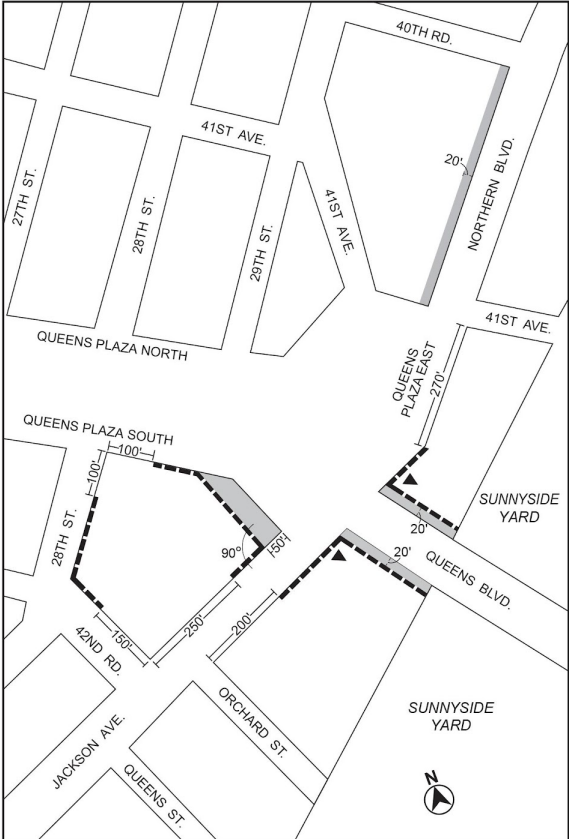 40TH RD.
41ST AVE.
20'
NORTHERN BLVD.
27TH ST.
28TH ST.
29TH ST.
41ST AVE.
41ST AVE.
QUEENS PLAZA NORTH
QUEENS
PLAZA EAST
270'
QUEENS PLAZA SOUTH
100'
100'
28TH ST.
SUNNYSIDE
YARD
20'
90°
50'
20'
QUEENS BLVD.
150'
250'
200'
42ND RD.
ORCHARD ST.
SUNNYSIDE
YARD
JACKSON AVE.
QUEENS ST.
N